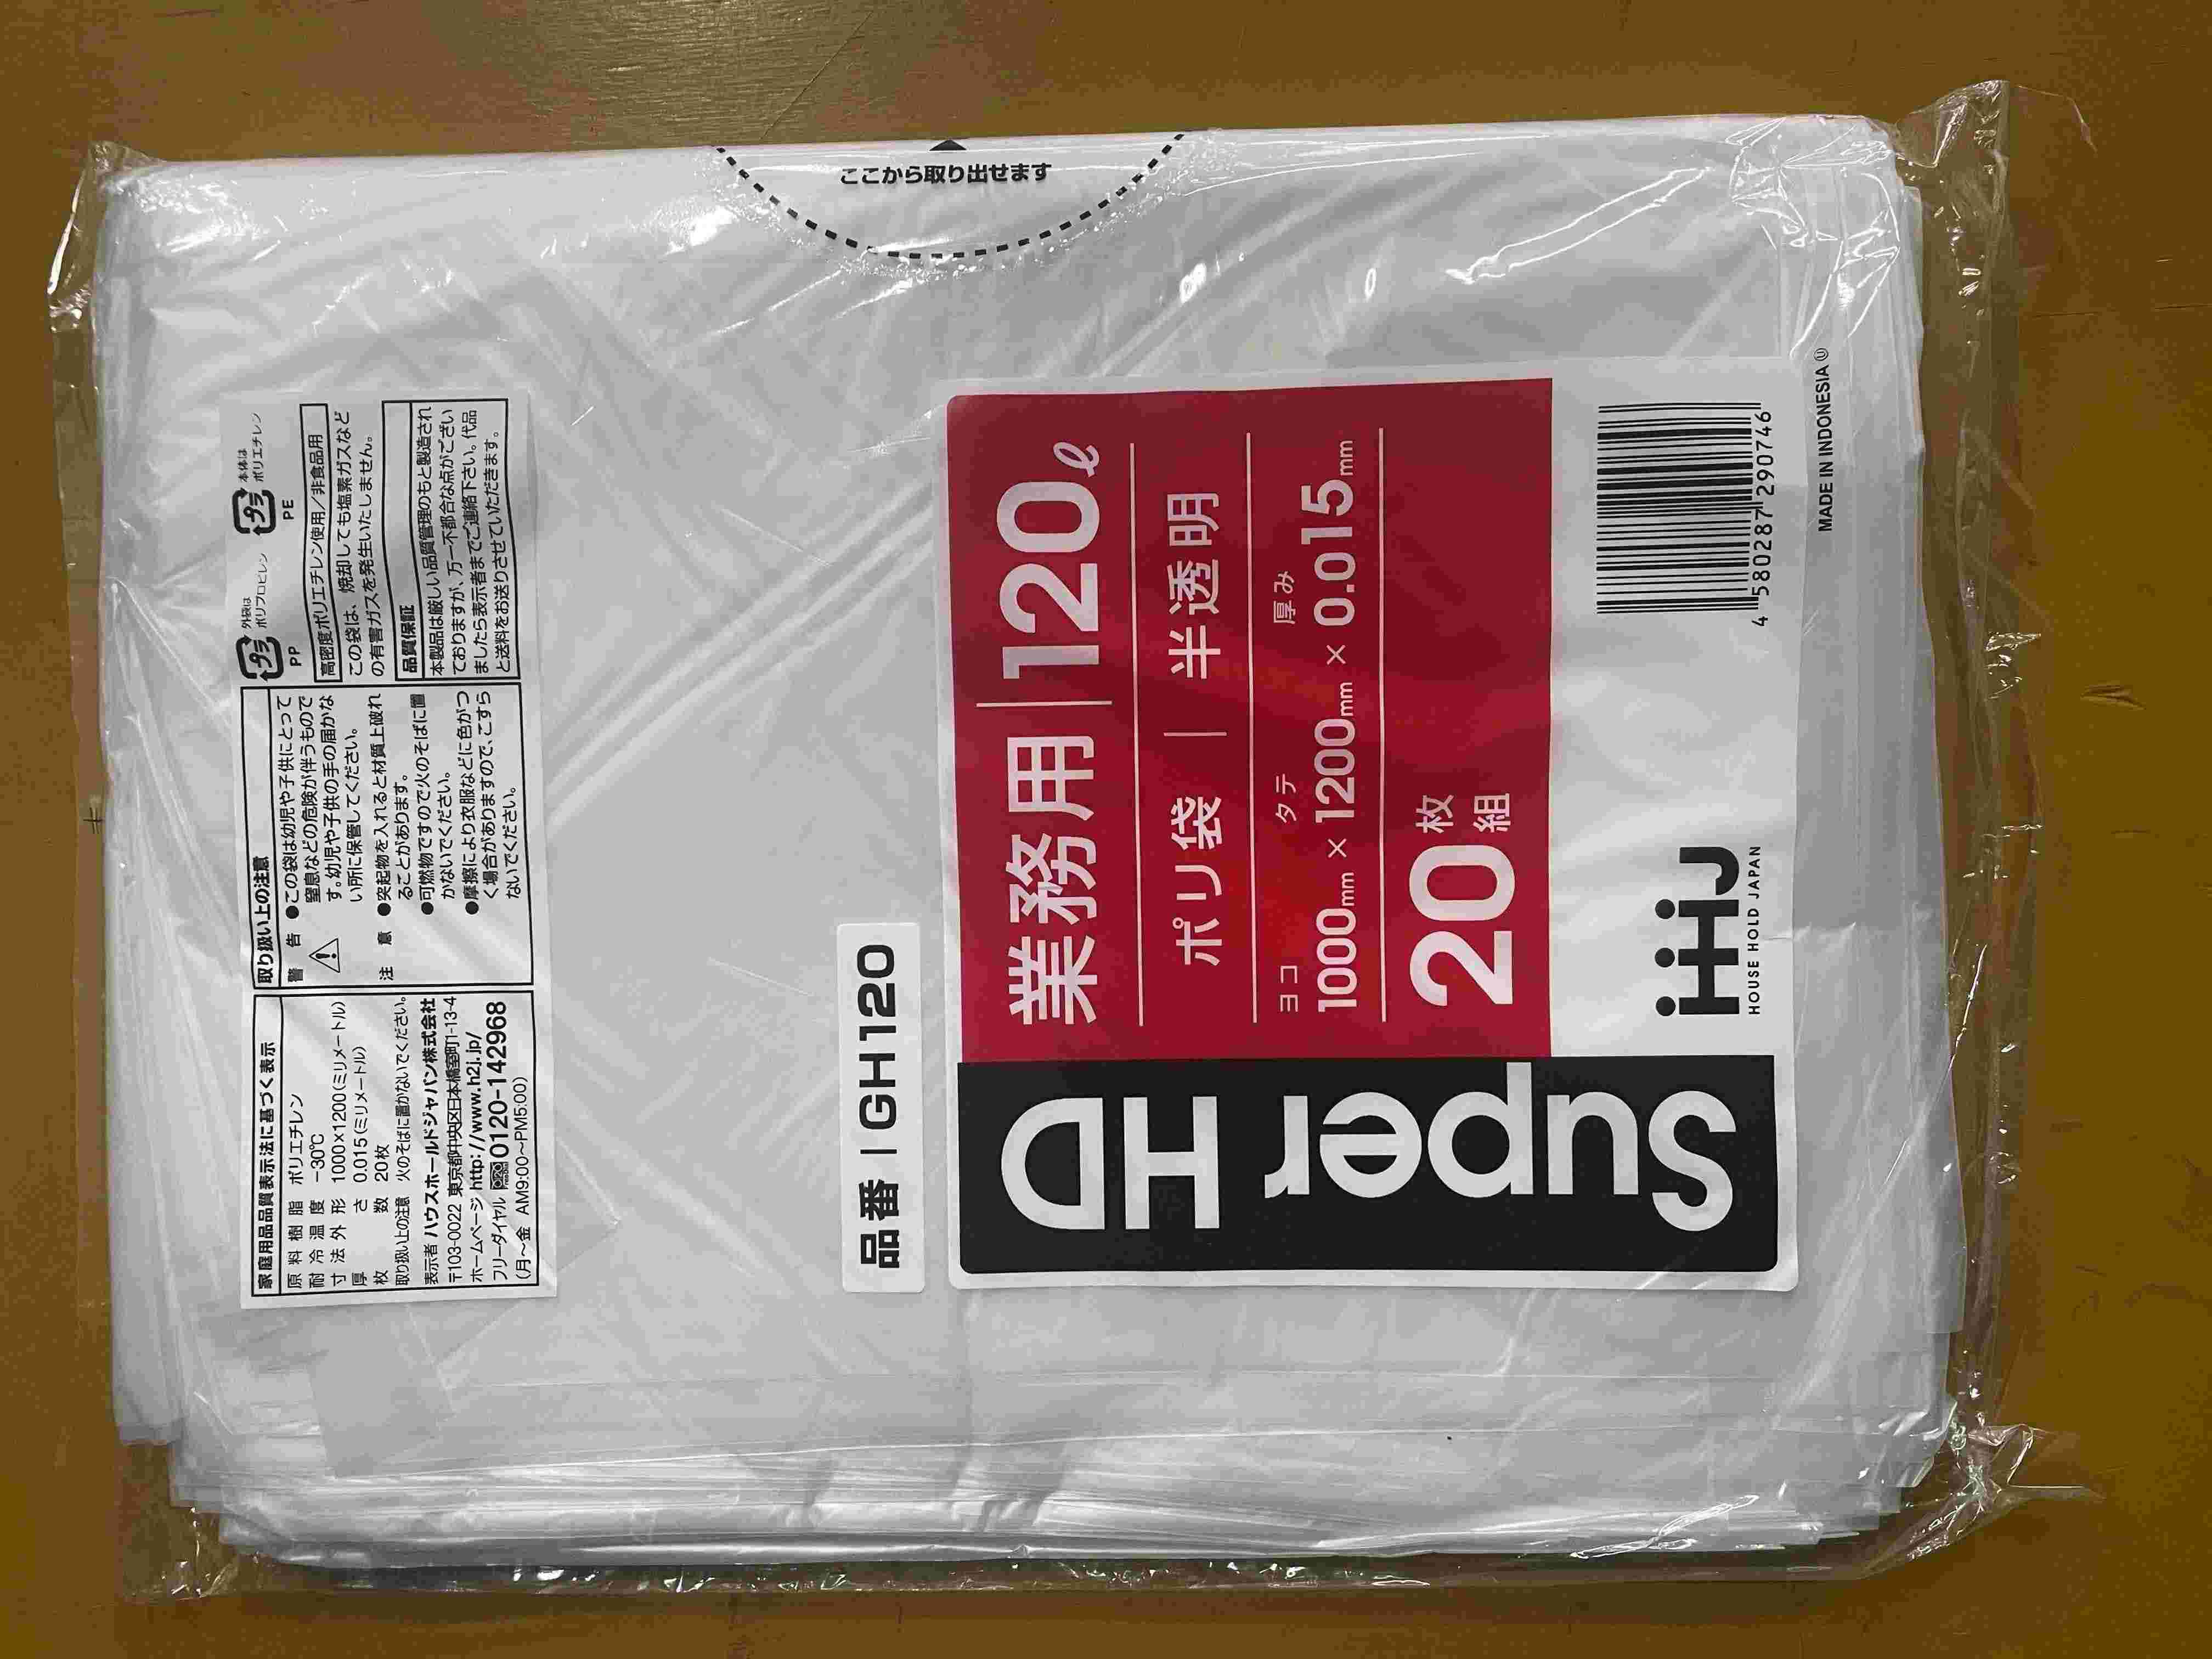 ここから取り出せます
家庭用品品質表示法に基づく表示
原料樹脂 ポリエチレン
耐冷温度 -30℃
寸法外形 1000×1200(ミリメートル)
厚さ 0.015(ミリメートル)
枚数 20枚
取り扱い上の注意 火のそばに置かないでください。
表示者 ハウスホールドジャパン株式会社
〒103-0022 東京都中央区日本橋室町1-13-4
ホームページ http://www.h2j.jp/
フリーダイヤル 0120-142968
(月~金 AM9:00~PM5:00)
取り扱い上の注意
警告 ●この袋は幼児や子供にとって
窒息などの危険が伴うもので
す。幼児や子供の手の届かな
い所に保管してください。
注意 ●突起物を入れると材質上破れ
ることがあります。
●可燃物ですので火のそばに置
かないでください。
●摩擦により衣服などに色がつ
く場合がありますので、こすら
ないでください。
プラ 外袋は
ポリプロピレン
PP
プラ 本体は
ポリエチレン
PE
高密度ポリエチレン使用/非食品用
この袋は、焼却しても塩素ガスなど
の有害ガスを発生いたしません。
品質保証
本製品は厳しい品質管理のもと製造され
ておりますが、万一不都合な点がござい
ましたら表示者までご連絡下さい。代品
と送料をお送りさせていただきます。
品番 | GH120
Super
HD
業務用 | 120ℓ
ポリ袋 | 半透明
ヨコ タテ 厚み
1000mm × 1200mm × 0.015mm
20枚組
HHJ
HOUSE HOLD JAPAN
4 580287 290746
MADE IN INDONESIA Ⓤ